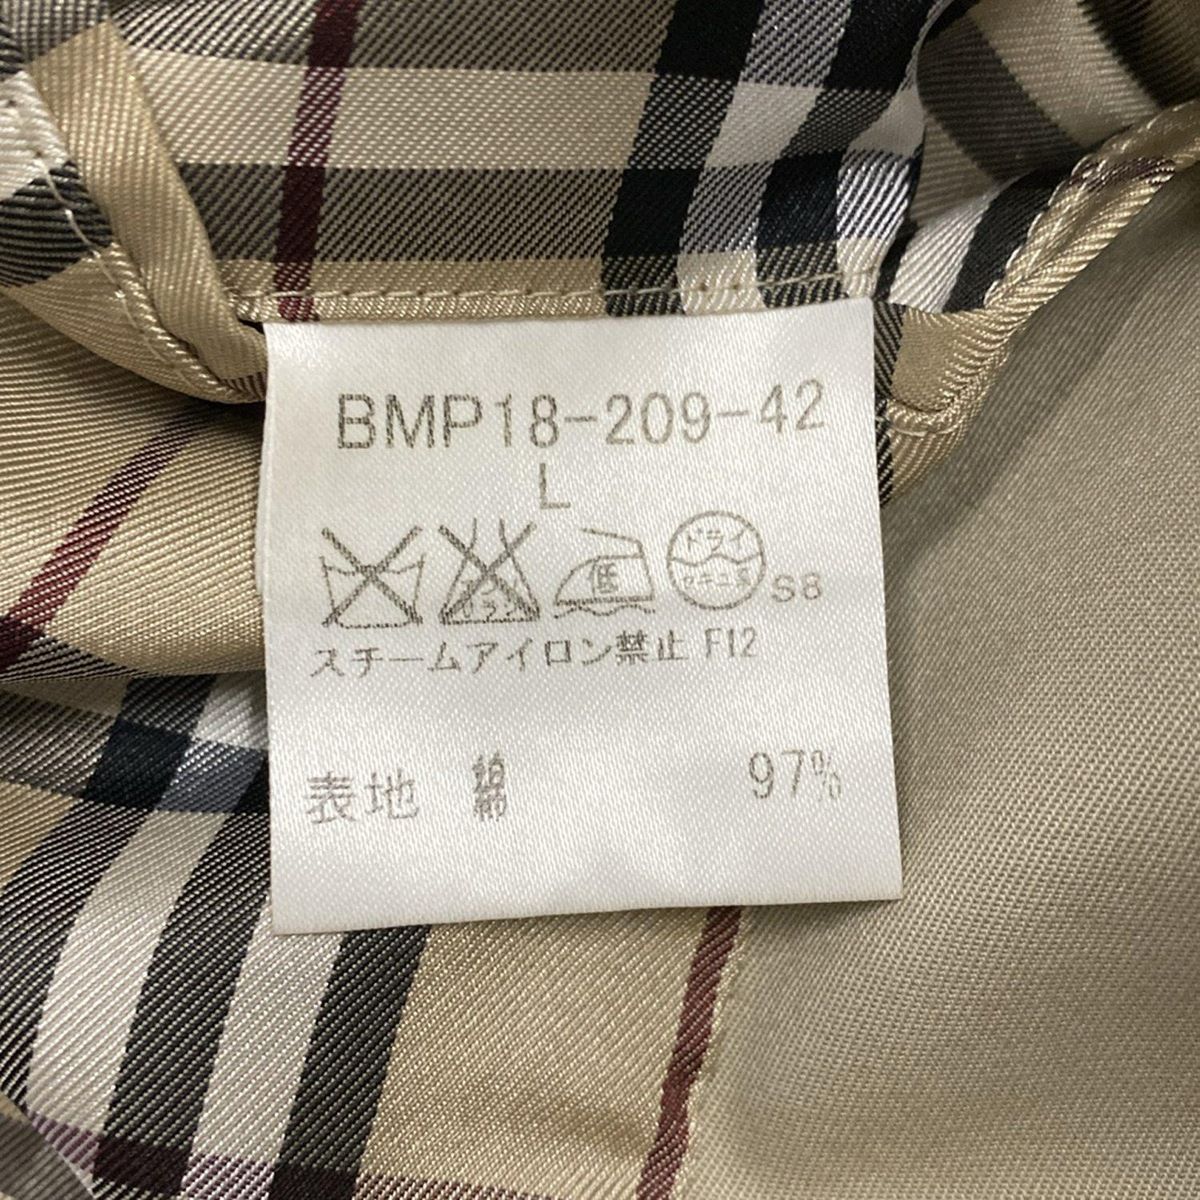 BMP18-209-42
L
低 ドライ セキユ系 S8
スチームアイロン禁止 F12
表地 綿 97%